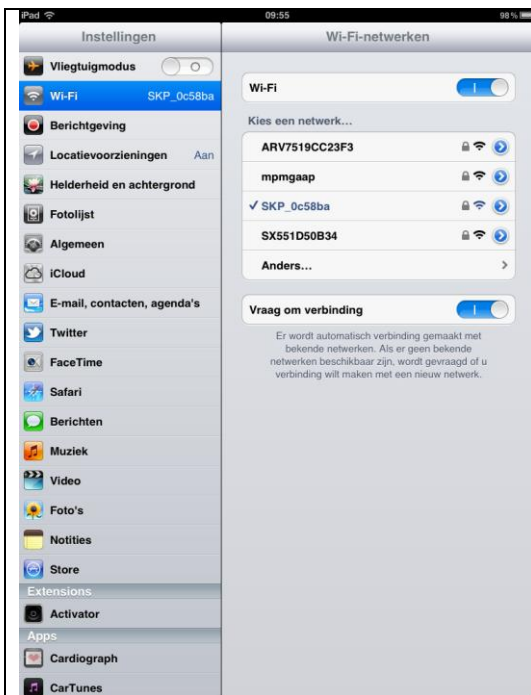 iPad 09:55 98%
Instellingen
Vliegtuigmodus
Wi-Fi SKP_0c58ba
Berichtgeving
Locatievoorzieningen Aan
Helderheid en achtergrond
Fotolijst
Algemeen
iCloud
E-mail, contacten, agenda's
Twitter
FaceTime
Safari
Berichten
Muziek
Video
Foto's
Notities
Store
Extensions
Activator
Apps
Cardiograph
CarTunes
Wi-Fi-netwerken
Wi-Fi
Kies een netwerk...
ARV7519CC23F3
mpmgaap
✓ SKP_0c58ba
SX551D50B34
Anders...
Vraag om verbinding
Er wordt automatisch verbinding gemaakt met
bekende netwerken. Als er geen bekende
netwerken beschikbaar zijn, wordt gevraagd of u
verbinding wilt maken met een nieuw netwerk.